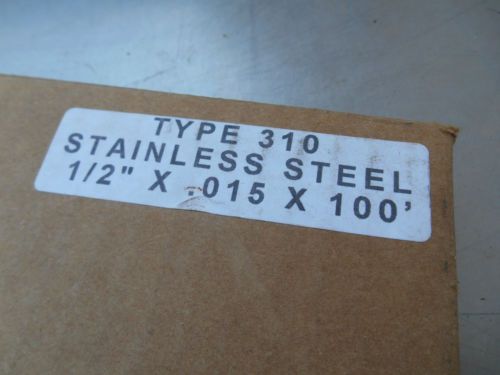 TYPE 310
STAINLESS STEEL
1/2" X .015 X 100'